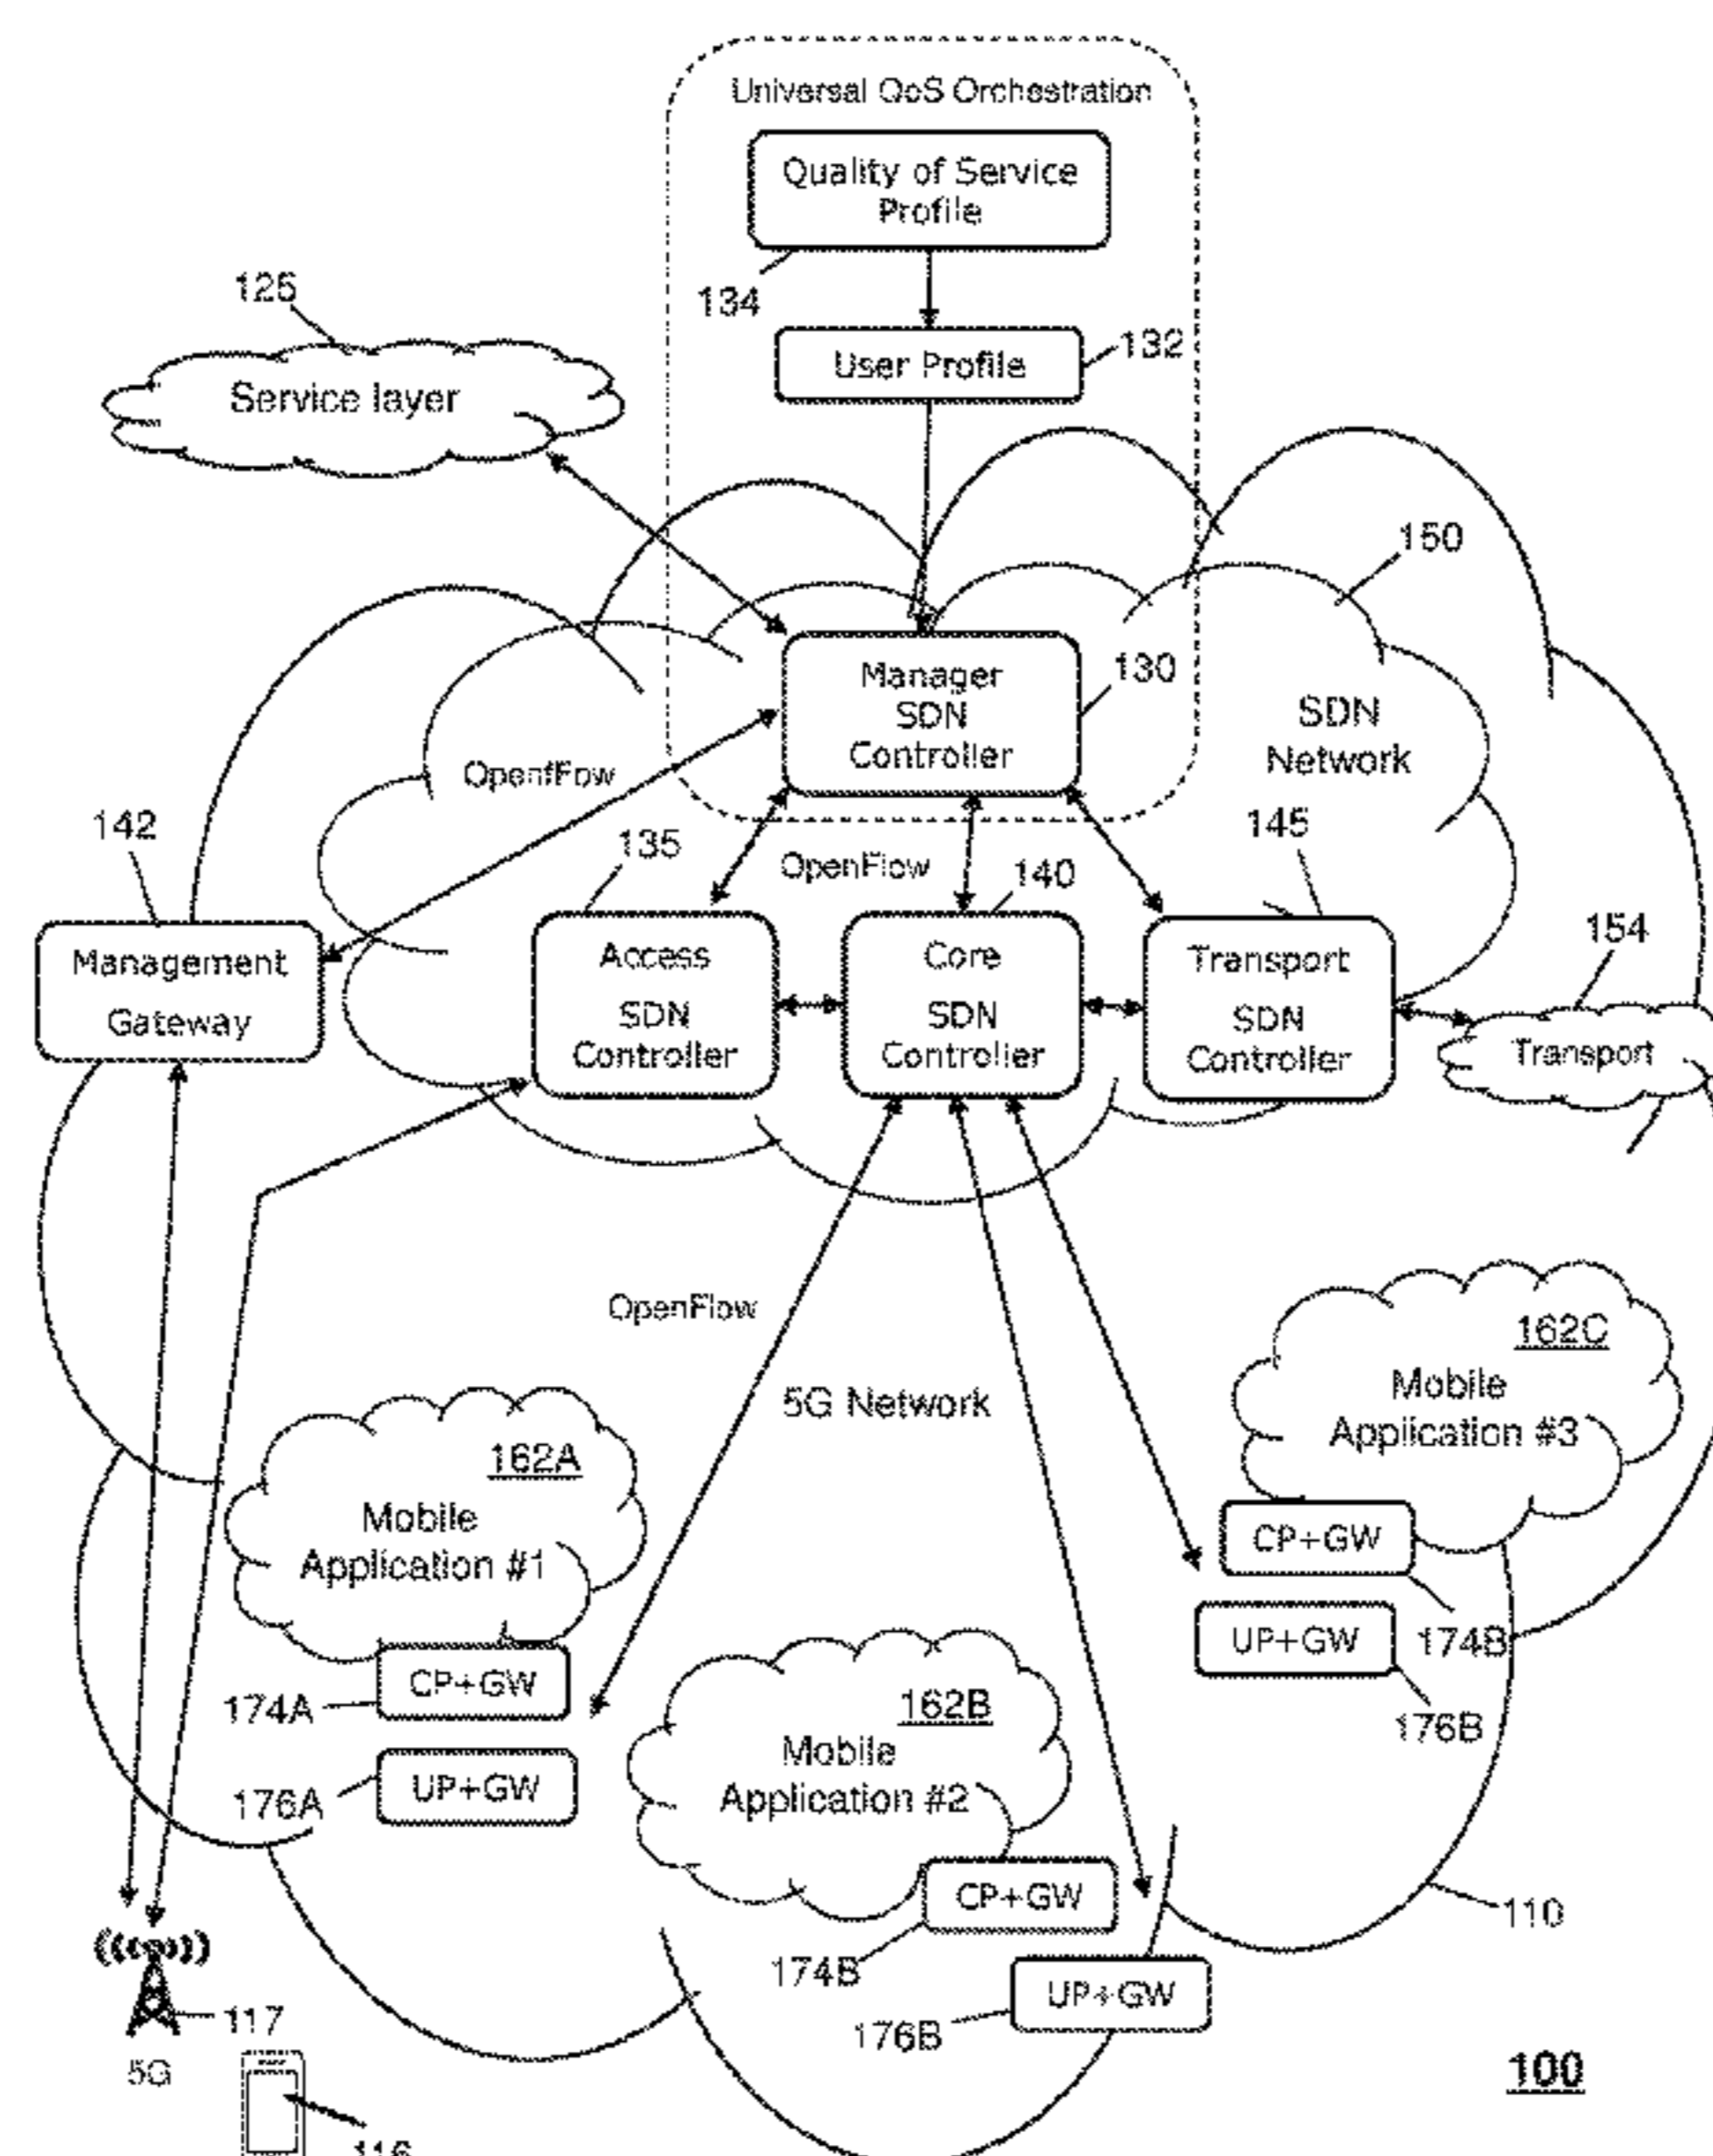 Universal QoS Orchestration
Quality of Service
Profile
134
125
User Profile
132
Service layer
150
Manager
SDN
Controller
130
SDN
Network
OpenfFow
142
135
OpenFlow
140
145
154
Management
Gateway
Access
SDN
Controller
Core
SDN
Controller
Transport
SDN
Controller
Transport
OpenFlow
162C
Mobile
Application #3
5G Network
162A
Mobile
Application #1
CP+GW
UP+GW
174B
176B
CP+GW
174A
162B
Mobile
Application #2
UP+GW
176A
CP+GW
174B
110
UP+GW
176B
117
5G
100
116